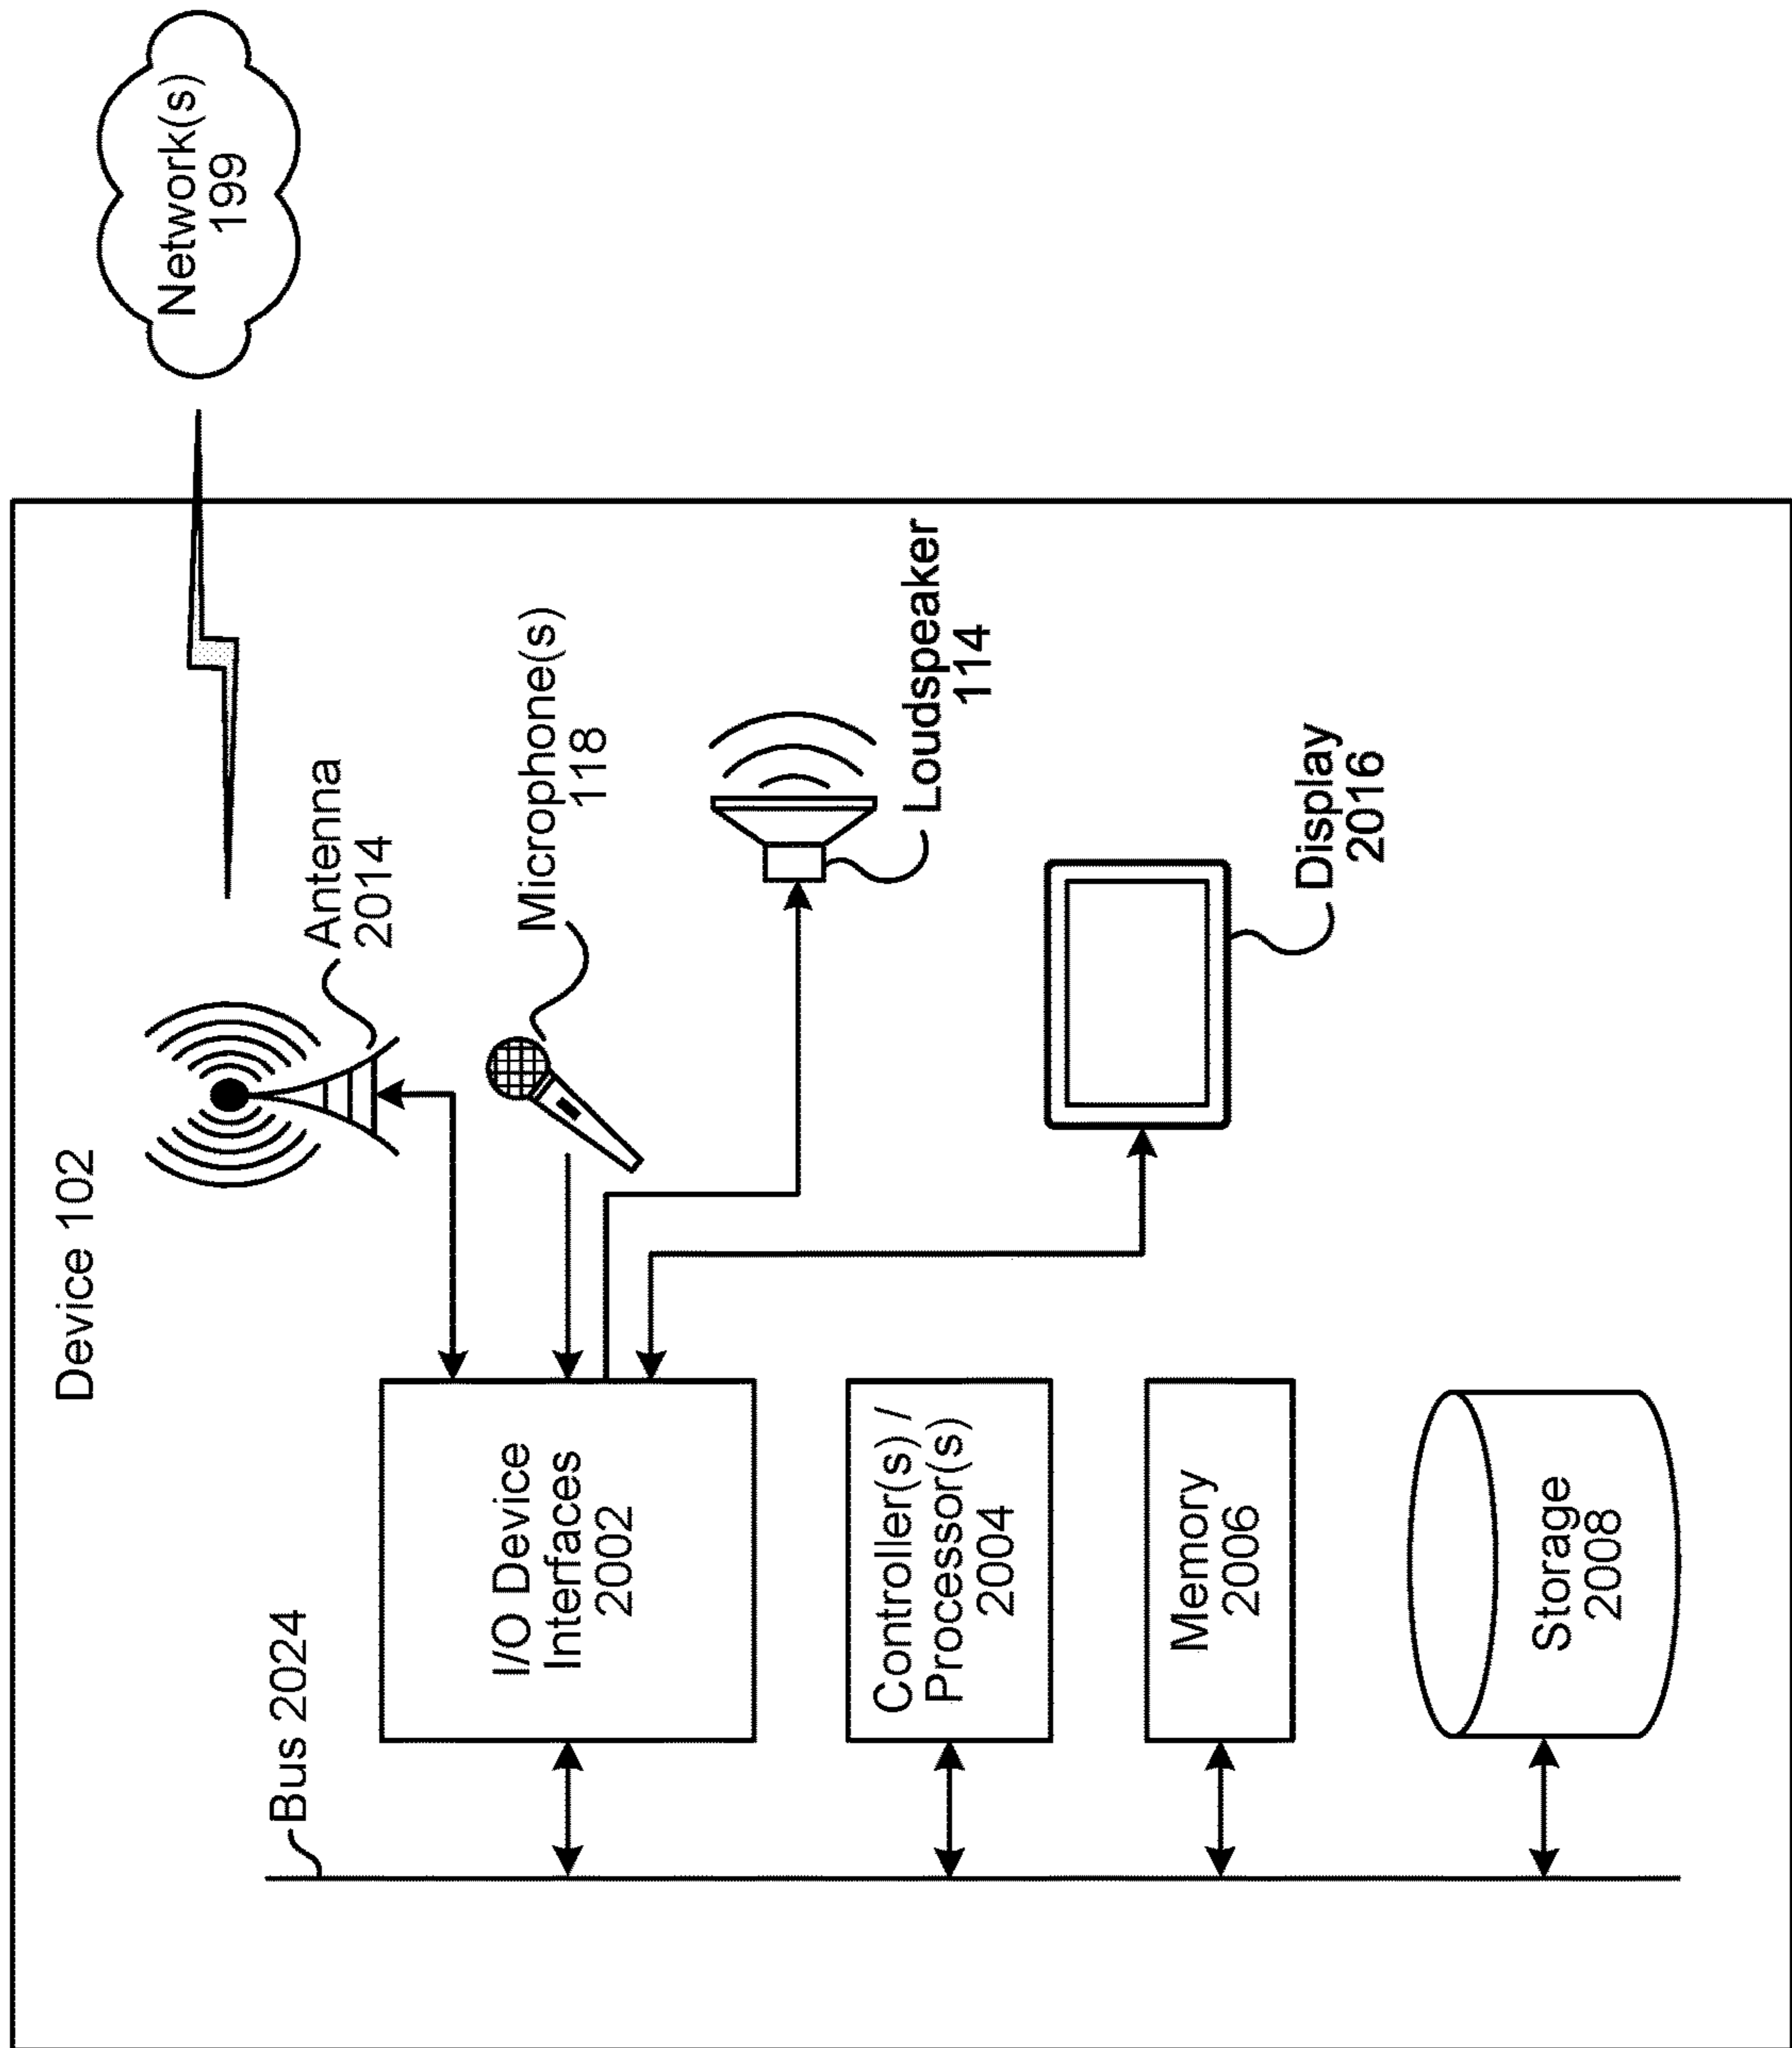 Device 102
Network(s)
199
Bus 2024
Antenna
2014
I/O Device
Interfaces
2002
Microphone(s)
118
Loudspeaker
114
Controller(s) /
Processor(s)
2004
Display
2016
Memory
2006
Storage
2008